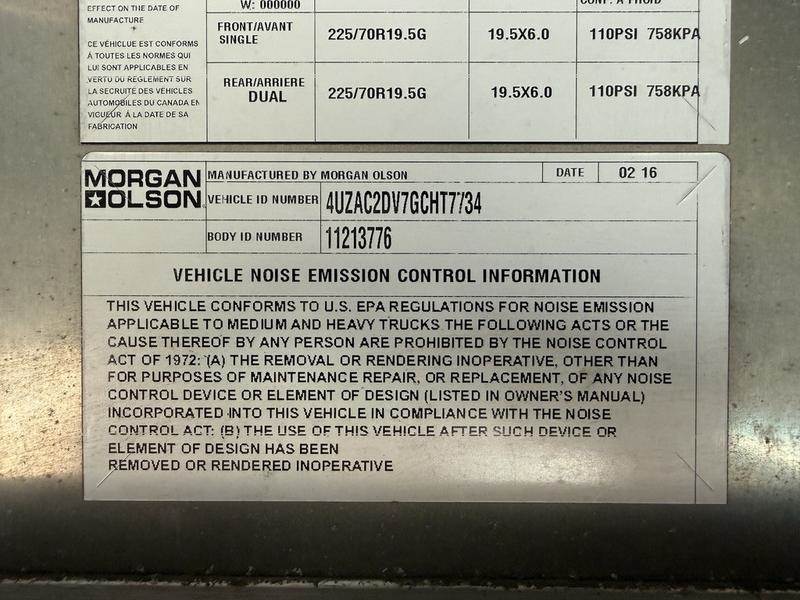 EFFECT ON THE DATE OF
MANUFACTURE
W: 000000
CE VÉHICLUE EST CONFORMS
À TOUTES LES NORMES QUI
LUI SONT APPLICABLES EN
VERTU DU REGLEMENT SUR
LA SECRUITE DES VÉHICLES
AUTOMOBILES DU CANADA EN
VIGUEUR À LA DATE DE SA
FABRICATION
FRONT/AVANT
SINGLE
225/70R19.5G
19.5X6.0
110PSI 758KPA
REAR/ARRIERE
DUAL
225/70R19.5G
19.5X6.0
110PSI 758KPA
MORGAN
OLSON
MANUFACTURED BY MORGAN OLSON
DATE
02 16
VEHICLE ID NUMBER
4UZAC2DV7GCHT7734
BODY ID NUMBER
11213776
VEHICLE NOISE EMISSION CONTROL INFORMATION
THIS VEHICLE CONFORMS TO U.S. EPA REGULATIONS FOR NOISE EMISSION
APPLICABLE TO MEDIUM AND HEAVY TRUCKS THE FOLLOWING ACTS OR THE
CAUSE THEREOF BY ANY PERSON ARE PROHIBITED BY THE NOISE CONTROL
ACT OF 1972: (A) THE REMOVAL OR RENDERING INOPERATIVE, OTHER THAN
FOR PURPOSES OF MAINTENANCE REPAIR, OR REPLACEMENT, OF ANY NOISE
CONTROL DEVICE OR ELEMENT OF DESIGN (LISTED IN OWNER'S MANUAL)
INCORPORATED INTO THIS VEHICLE IN COMPLIANCE WITH THE NOISE
CONTROL ACT: (B) THE USE OF THIS VEHICLE AFTER SUCH DEVICE OR
ELEMENT OF DESIGN HAS BEEN
REMOVED OR RENDERED INOPERATIVE